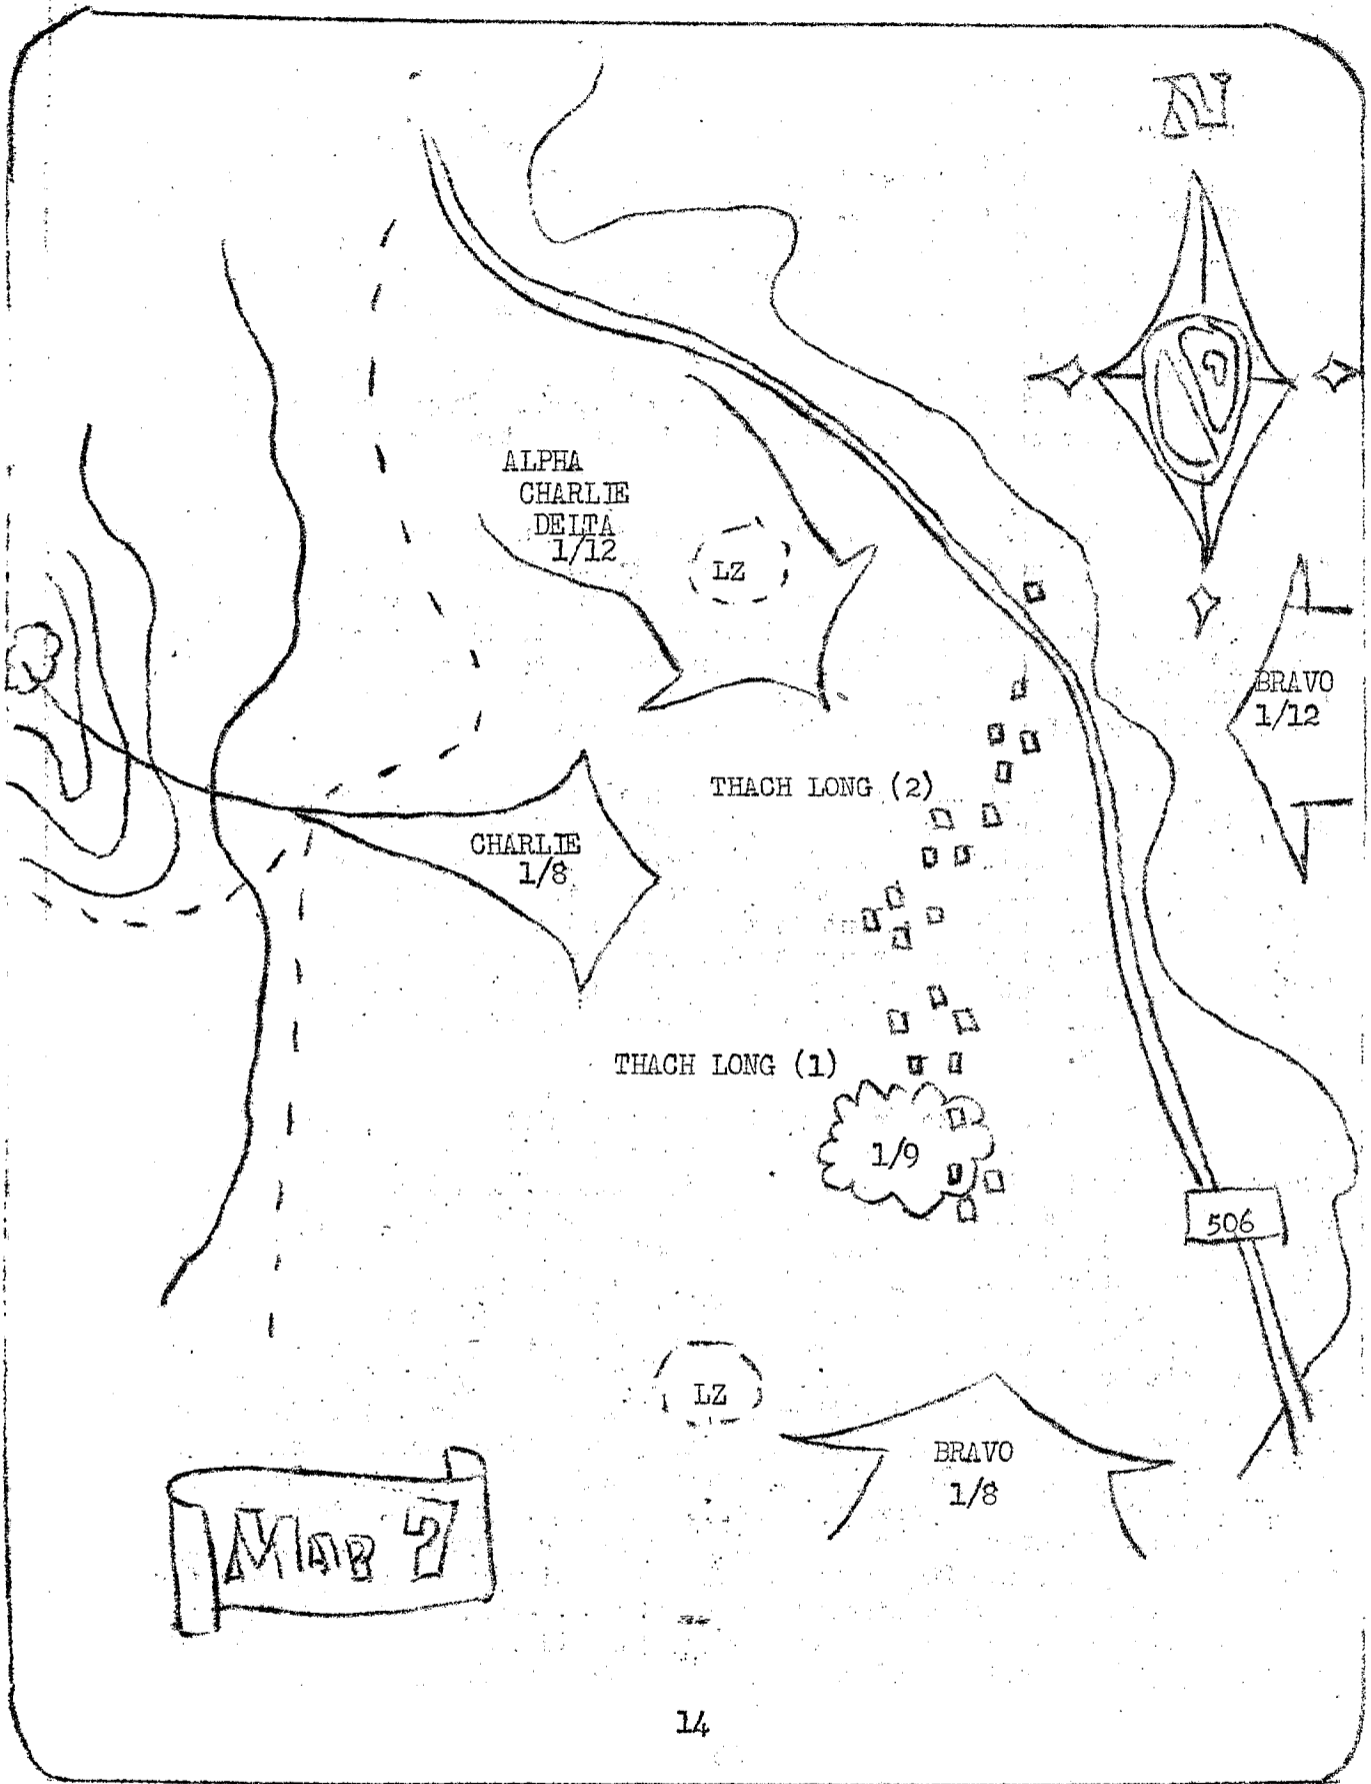 N
ALPHA
CHARLIE
DELTA
1/12
LZ
BRAVO
1/12
THACH LONG (2)
CHARLIE
1/8
THACH LONG (1)
1/9
506
LZ
BRAVO
1/8
MAP 7
14